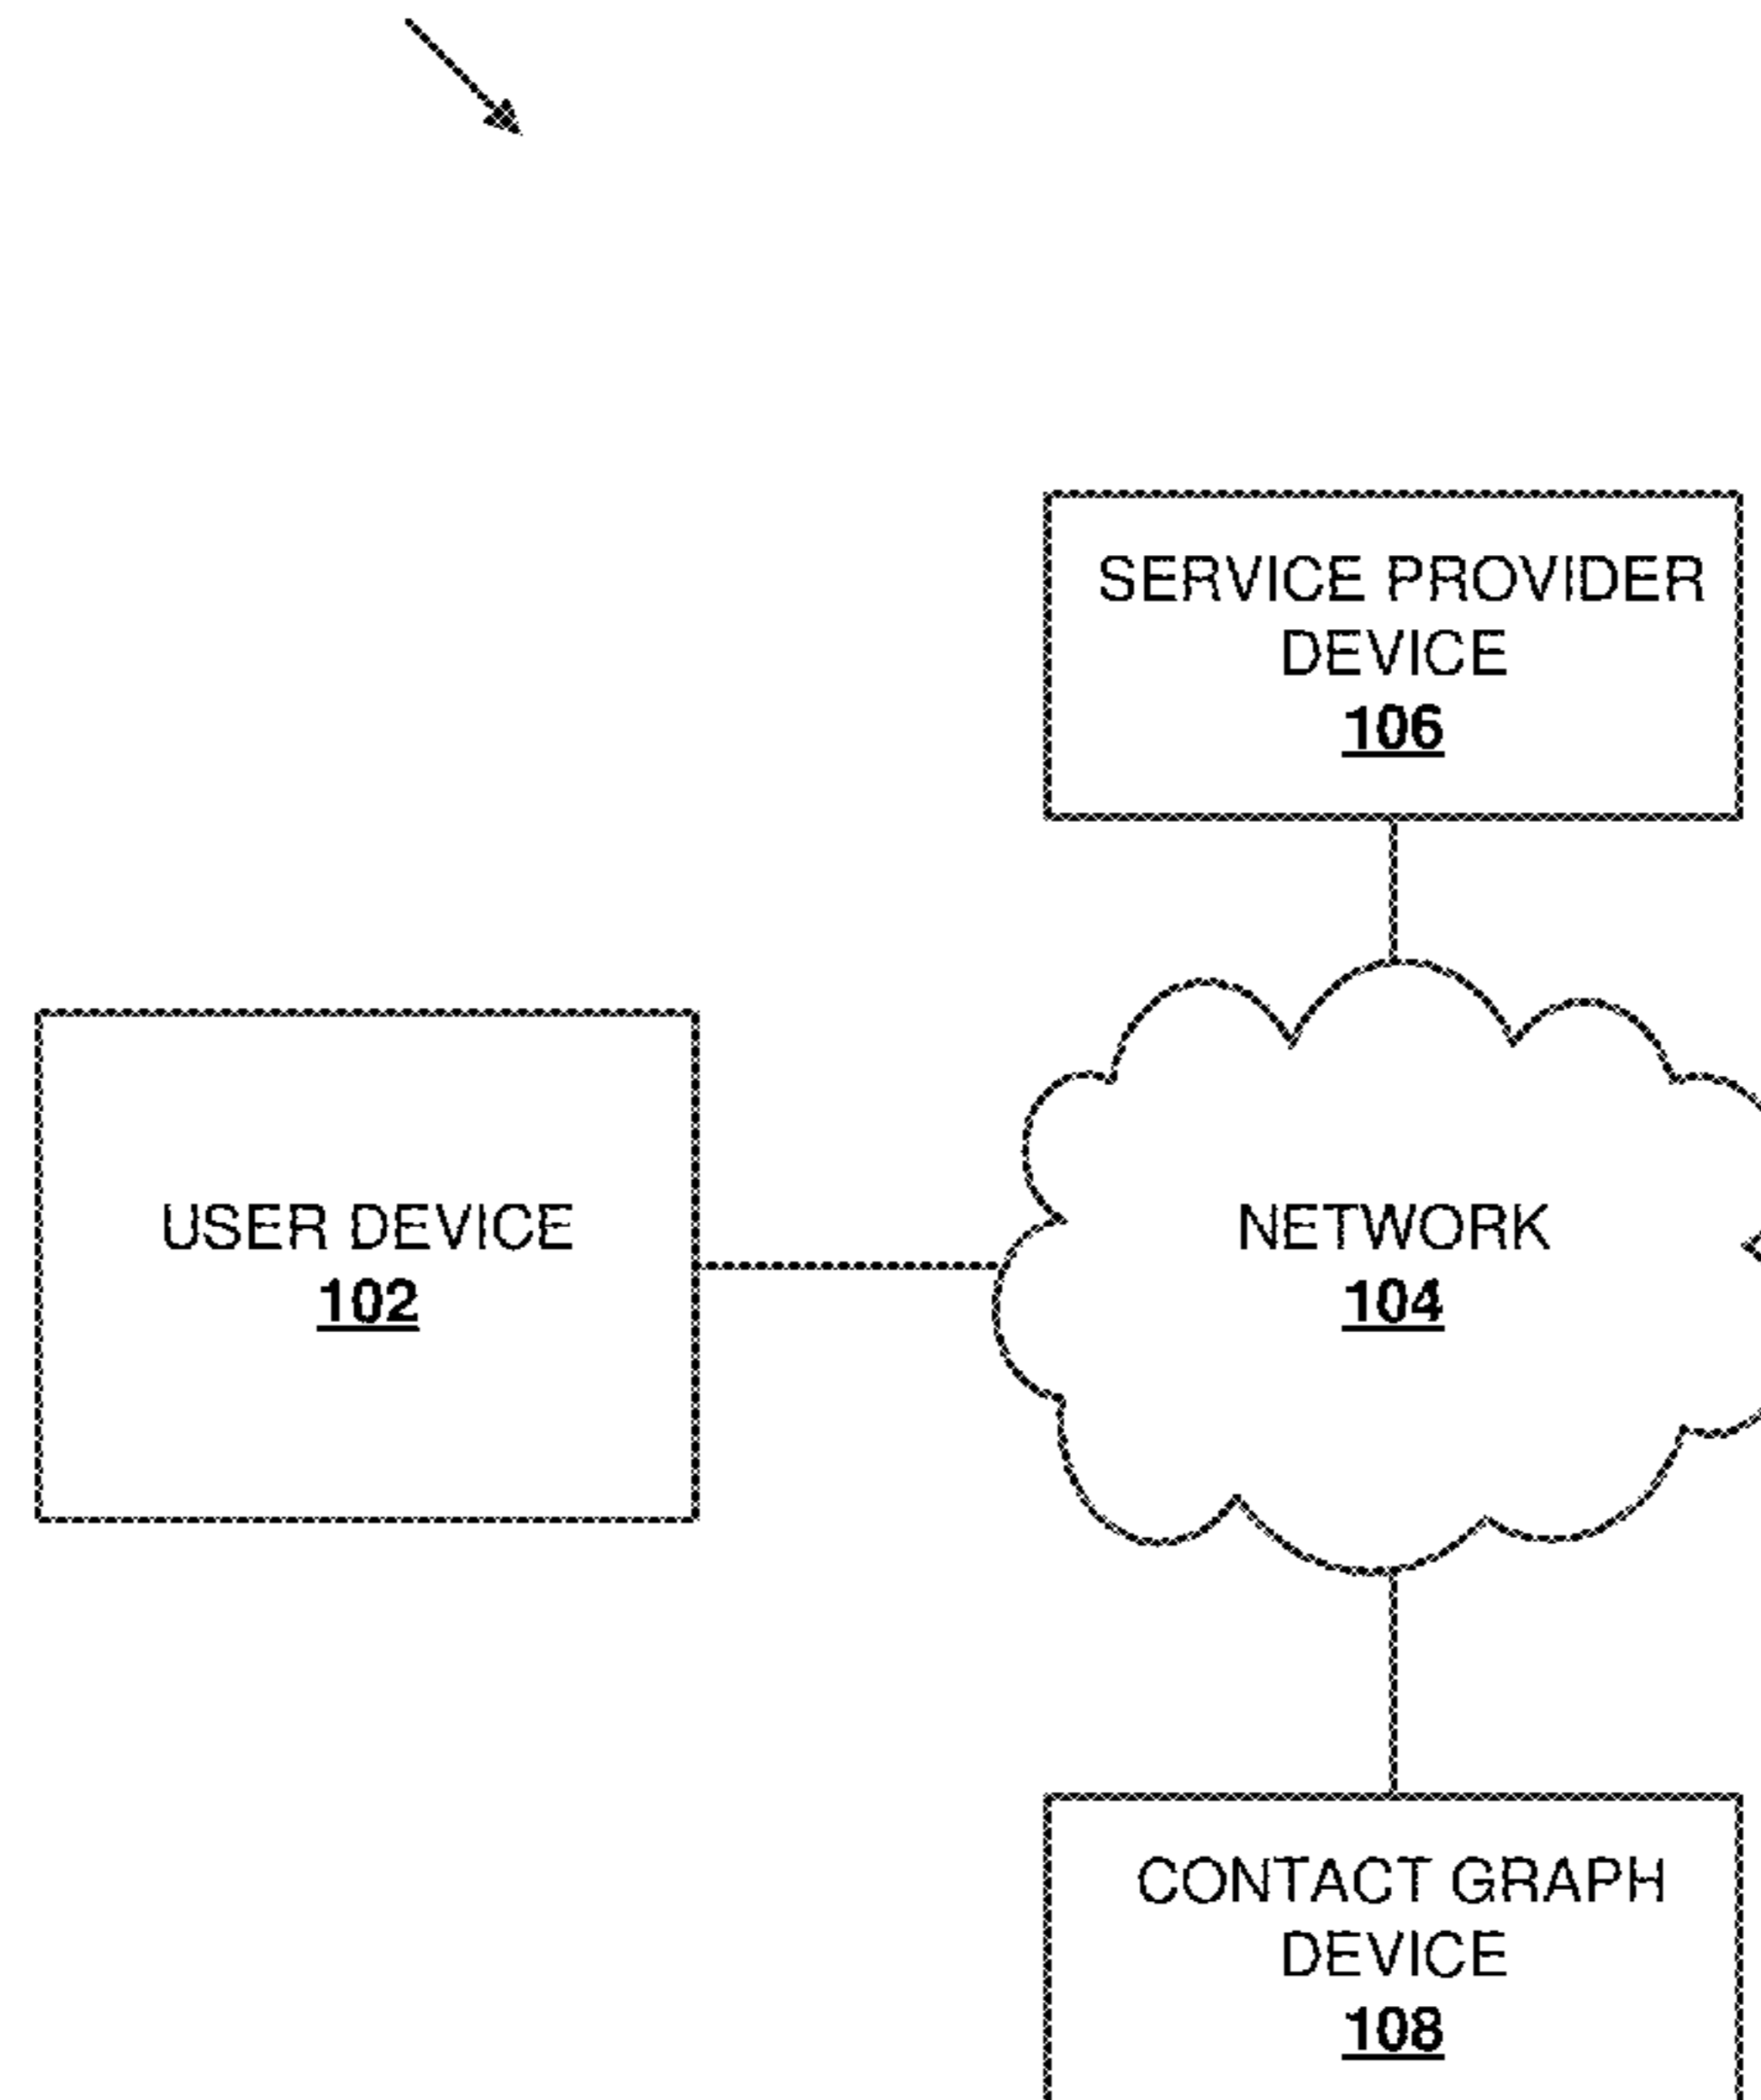 SERVICE PROVIDER
DEVICE
106
USER DEVICE
102
NETWORK
104
CONTACT GRAPH
DEVICE
108